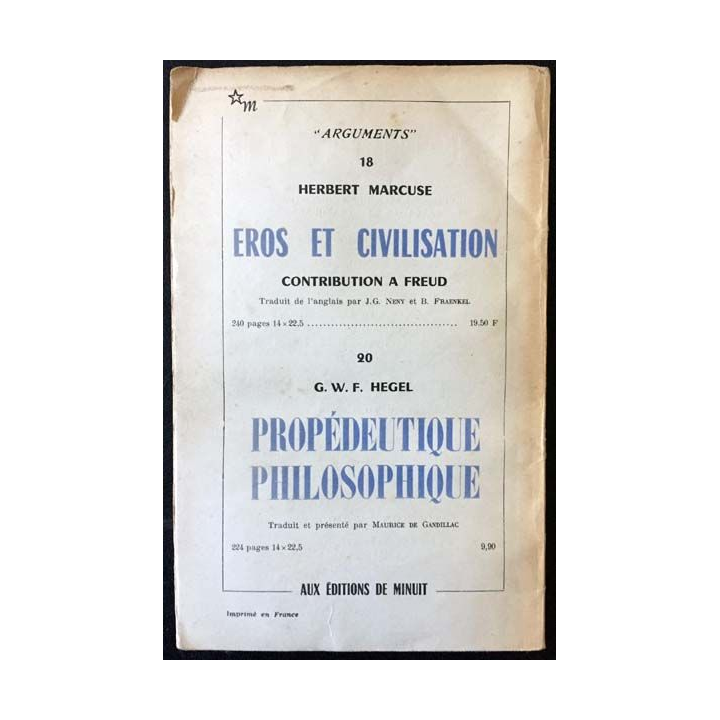 m
"ARGUMENTS"
18
HERBERT MARCUSE
EROS ET CIVILISATION
CONTRIBUTION A FREUD
Traduit de l'anglais par J.G. NENY et B. FRAENKEL
240 pages 14 × 22,5 ..................................... 19.50 F
20
G. W. F. HEGEL
PROPÉDEUTIQUE
PHILOSOPHIQUE
Traduit et présenté par MAURICE DE GANDILLAC
224 pages 14 × 22,5 9,90
AUX ÉDITIONS DE MINUIT
Imprimé en France